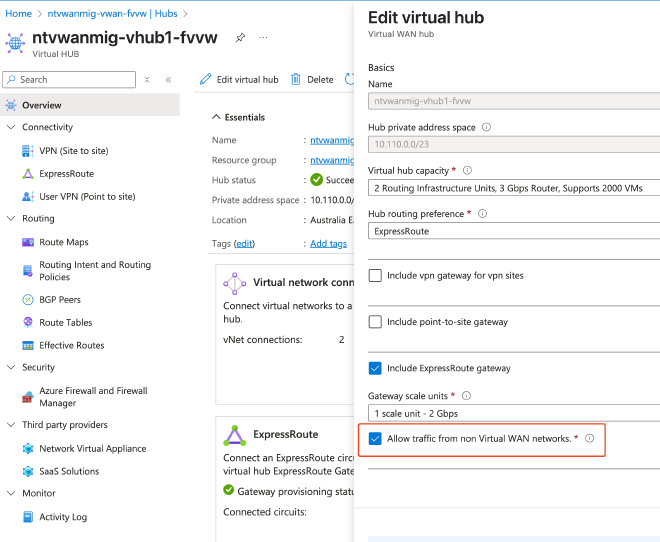 Home > ntvwanmig-vwan-fvvw | Hubs >
ntvwanmig-vhub1-fvvw
Virtual HUB
Search
Overview
Connectivity
VPN (Site to site)
ExpressRoute
User VPN (Point to site)
Routing
Route Maps
Routing Intent and Routing
Policies
BGP Peers
Route Tables
Effective Routes
Security
Azure Firewall and Firewall
Manager
Third party providers
Network Virtual Appliance
SaaS Solutions
Monitor
Activity Log
Edit virtual hub
Delete
Essentials
Name : ntvwanmig
Resource group : ntvwanmig
Hub status : Succee
Private address space : 10.110.0.0/
Location : Australia Ea
Tags (edit) : Add tags
Virtual network conn
Connect virtual networks to a
hub.
vNet connections: 2
ExpressRoute
Connect an ExpressRoute circu
virtual hub ExpressRoute Gate
Gateway provisioning statu
Connected circuits:
Edit virtual hub
Virtual WAN hub
Basics
Name
ntvwanmig-vhub1-fvvw
Hub private address space
10.110.0.0/23
Virtual hub capacity *
2 Routing Infrastructure Units, 3 Gbps Router, Supports 2000 VMs
Hub routing preference *
ExpressRoute
Include vpn gateway for vpn sites
Include point-to-site gateway
Include ExpressRoute gateway
Gateway scale units *
1 scale unit - 2 Gbps
Allow traffic from non Virtual WAN networks. *